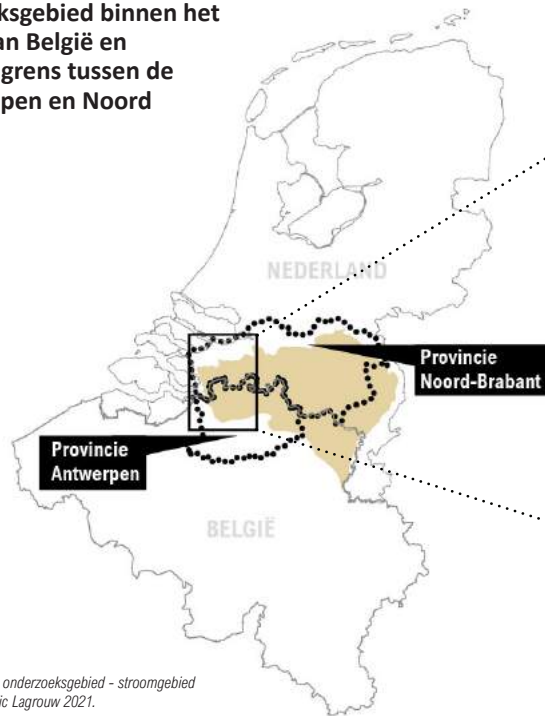 ksgebied binnen het
an België en
grens tussen de
pen en Noord
NEDERLAND
Provincie
Noord-Brabant
Provincie
Antwerpen
BELGIË
onderzoeksgebied - stroomgebied
ic Lagrouw 2021.